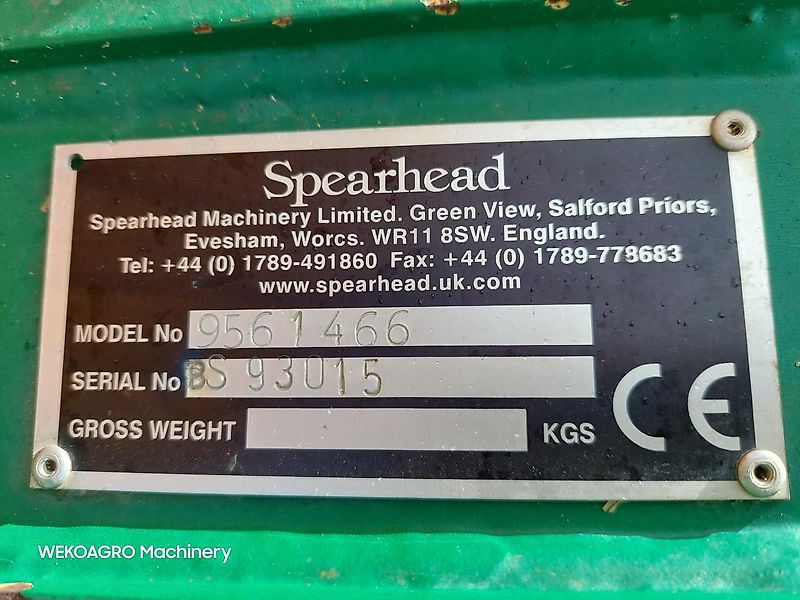 Spearhead
Spearhead Machinery Limited. Green View, Salford Priors,
Evesham, Worcs. WR11 8SW. England.
Tel: +44 (0) 1789-491860 Fax: +44 (0) 1789-778683
www.spearhead.uk.com
MODEL No 9561466
SERIAL No BS93015
GROSS WEIGHT KGS
CE
WEKOAGRO Machinery